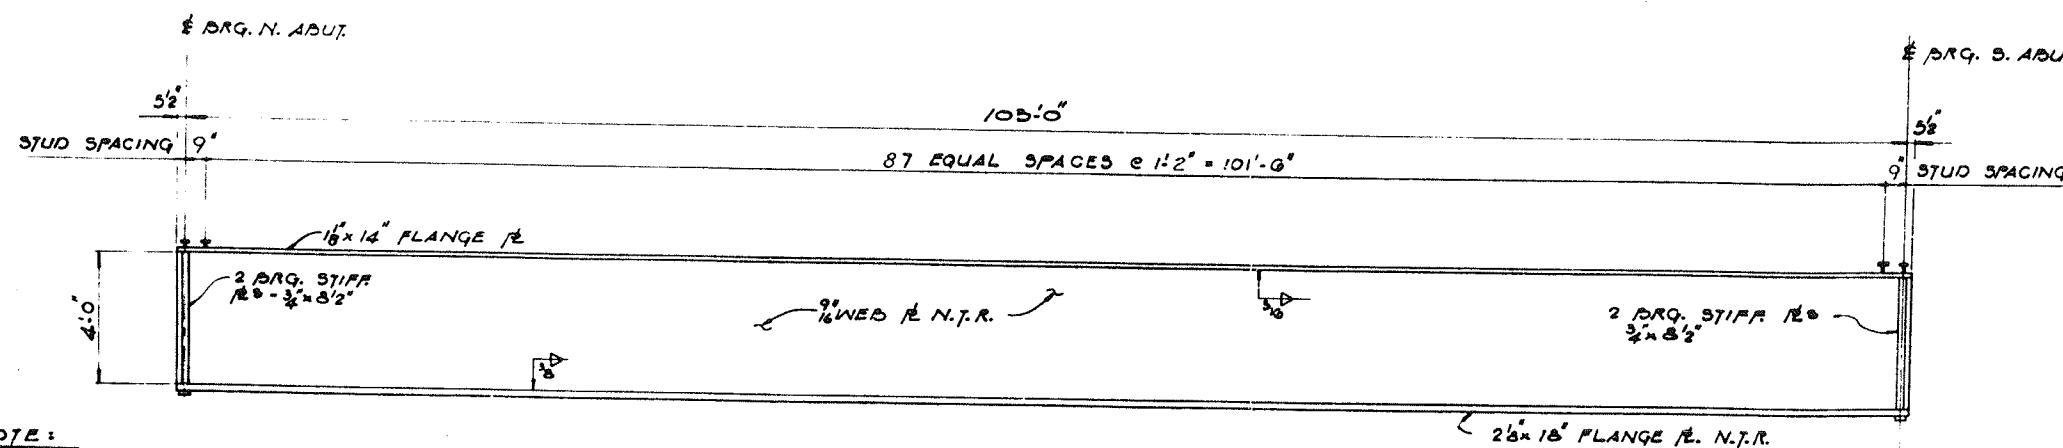 ℄ BRG. N. ABUT.
℄ BRG. S. ABU
5½"
103'-0"
5½"
STUD SPACING 9"
87 EQUAL SPACES @ 1'-2" = 101'-6"
9" STUD SPACING
1⅛" x 14" FLANGE ⅊
2 BRG. STIFF.
⅊s - ¾" x 8½"
4'-0"
9/16" WEB ⅊ N.T.R.
5/16
2 BRG. STIFF. ⅊s
¾" x 8½"
3/8
2⅛" x 18" FLANGE ⅊. N.T.R.
OTE: